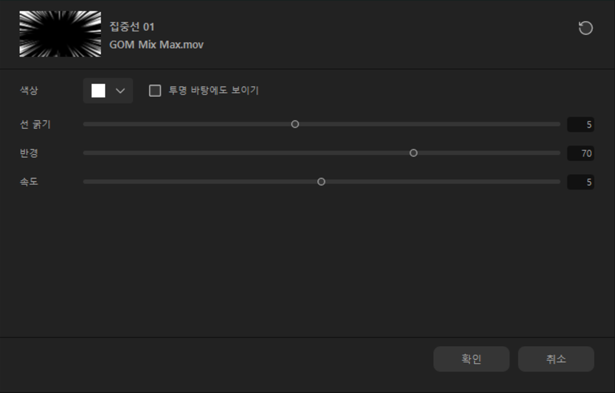 집중선 01
GOM Mix Max.mov
색상
투명 바탕에도 보이기
선 굵기 5
반경 70
속도 5
확인 취소